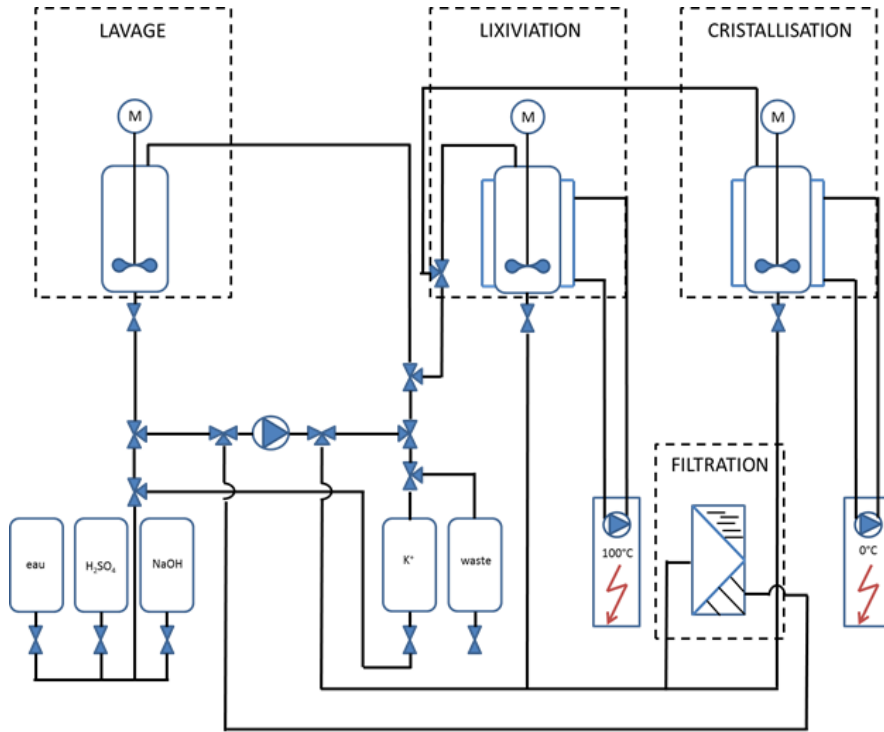 LAVAGE
LIXIVIATION
CRISTALLISATION
M
M
M
FILTRATION
eau
H₂SO₄
NaOH
K⁺
waste
100°C
0°C